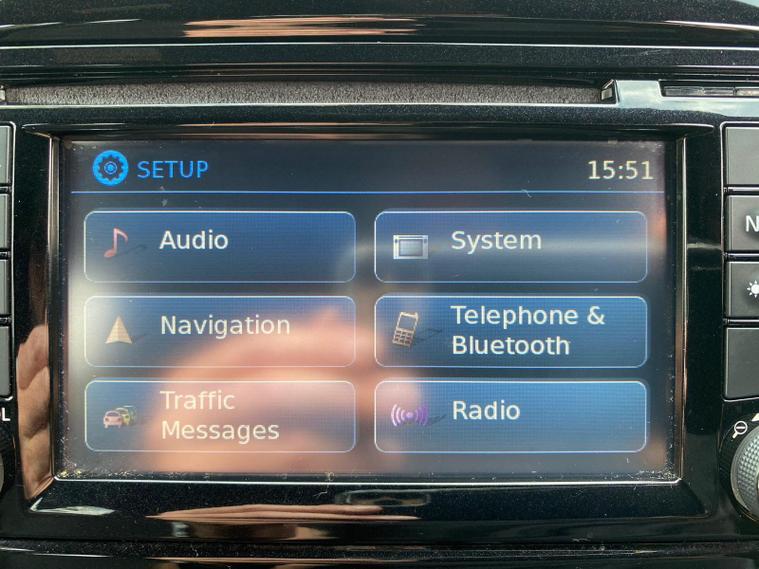 SETUP 15:51
Audio
System
Navigation
Telephone &
Bluetooth
Traffic
Messages
Radio